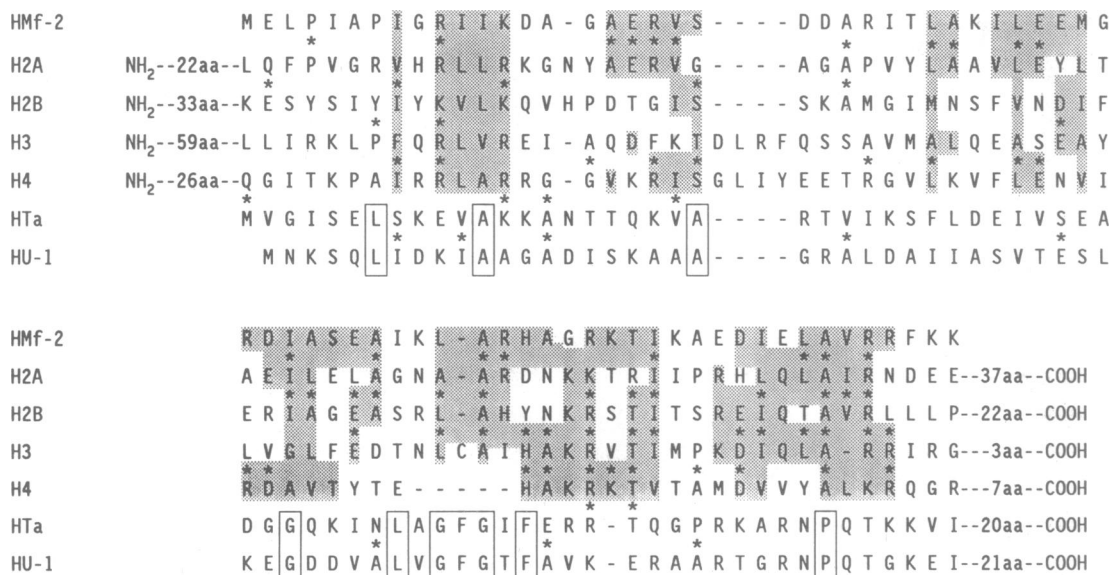 HMf-2 M E L P I A P I G R I I K D A - G A E R V S - - - - D D A R I T L A K I L E E M G
H2A NH2--22aa--L Q F P V G R V H R L L R K G N Y A E R V G - - - - A G A P V Y L A A V L E Y L T
H2B NH2--33aa--K E S Y S I Y I Y K V L K Q V H P D T G I S - - - - S K A M G I M N S F V N D I F
H3 NH2--59aa--L L I R K L P F Q R L V R E I - A Q D F K T D L R F Q S S A V M A L Q E A S E A Y
H4 NH2--26aa--Q G I T K P A I R R L A R R G - G V K R I S G L I Y E E T R G V L K V F L E N V I
HTa M V G I S E L S K E V A K K A N T T Q K V A - - - - R T V I K S F L D E I V S E A
HU-1 M N K S Q L I D K I A A G A D I S K A A A - - - - G R A L D A I I A S V T E S L
HMf-2 R D I A S E A I K L - A R H A G R K T I K A E D I E L A V R R F K K
H2A A E I L E L A G N A - A R D N K K T R I I P R H L Q L A I R N D E E--37aa--COOH
H2B E R I A G E A S R L - A H Y N K R S T I T S R E I Q T A V R L L L P--22aa--COOH
H3 L V G L F E D T N L C A I H A K R V T I M P K D I Q L A - R R I R G---3aa--COOH
H4 R D A V T Y T E - - - - - H A K R K T V T A M D V V Y A L K R Q G R---7aa--COOH
HTa D G G Q K I N L A G F G I F E R R - T Q G P R K A R N P Q T K K V I--20aa--COOH
HU-1 K E G D D V A L V G F G T F A V K - E R A A R T G R N P Q T G K E I--21aa--COOH